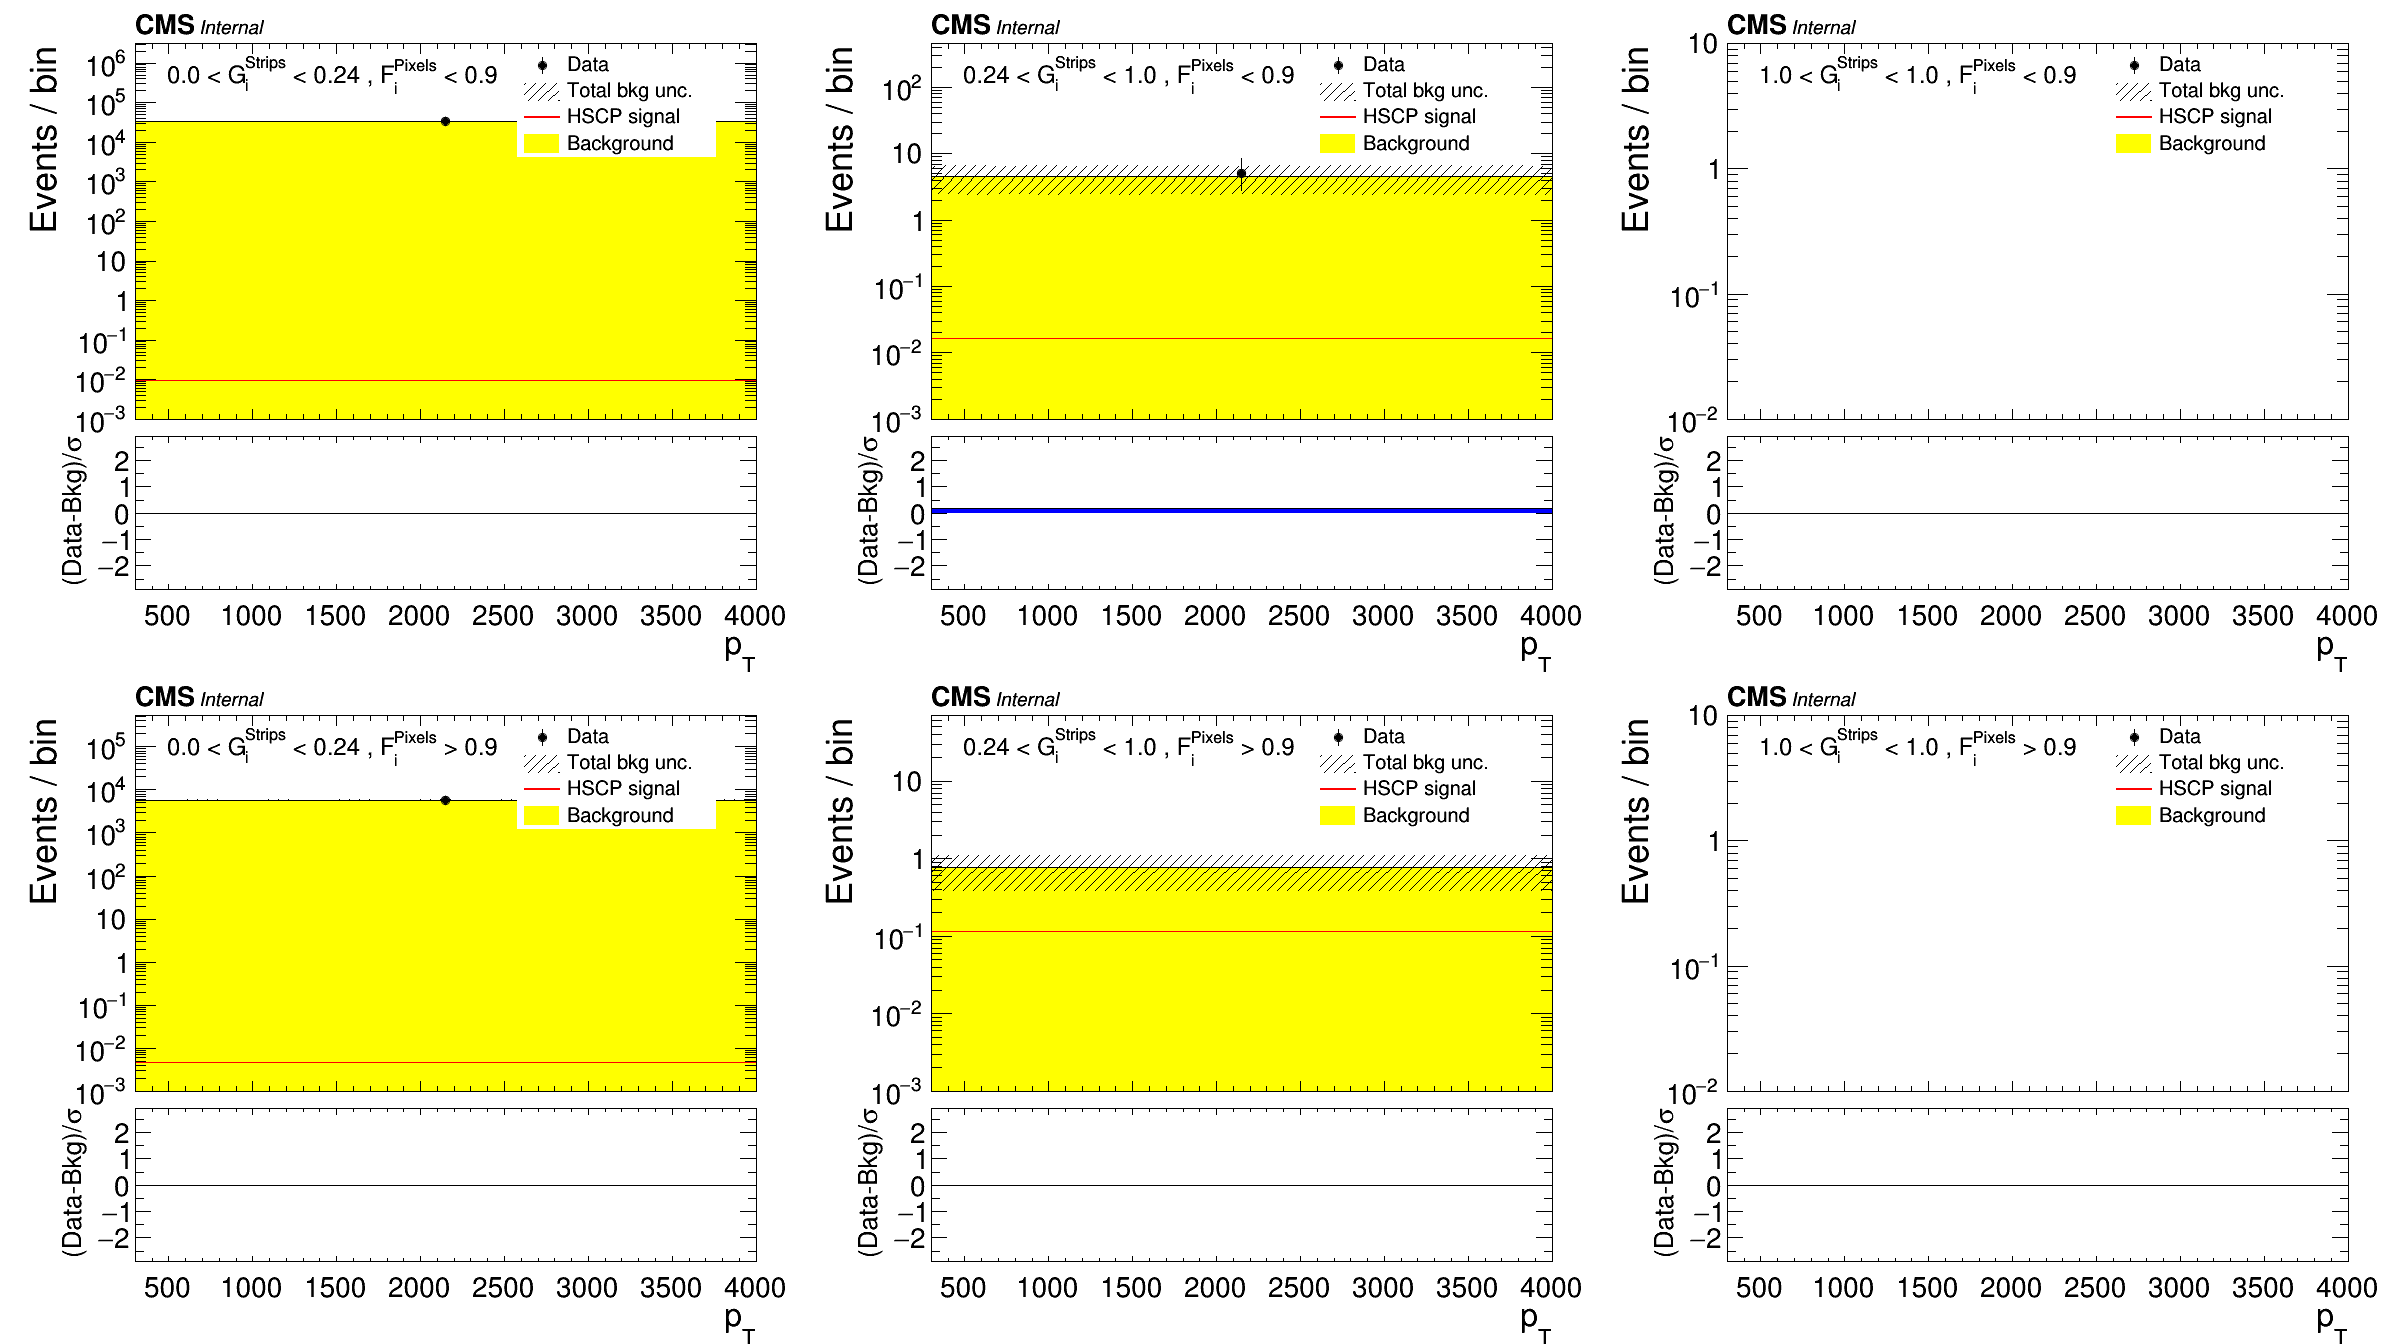 CMS Internal
Events / bin
0.0 < G_i^Strips < 0.24 , F_i^Pixels < 0.9
Data
Total bkg unc.
HSCP signal
Background
10^6
10^5
10^4
10^3
10^2
10
1
10^−1
10^−2
10^−3
(Data-Bkg)/σ
2
1
0
−1
−2
500 1000 1500 2000 2500 3000 3500 4000
p_T
CMS Internal
Events / bin
0.24 < G_i^Strips < 1.0 , F_i^Pixels < 0.9
Data
Total bkg unc.
HSCP signal
Background
10^2
10
1
10^−1
10^−2
10^−3
(Data-Bkg)/σ
2
1
0
−1
−2
500 1000 1500 2000 2500 3000 3500 4000
p_T
CMS Internal
Events / bin
1.0 < G_i^Strips < 1.0 , F_i^Pixels < 0.9
Data
Total bkg unc.
HSCP signal
Background
10
1
10^−1
10^−2
(Data-Bkg)/σ
2
1
0
−1
−2
500 1000 1500 2000 2500 3000 3500 4000
p_T
CMS Internal
Events / bin
0.0 < G_i^Strips < 0.24 , F_i^Pixels > 0.9
Data
Total bkg unc.
HSCP signal
Background
10^5
10^4
10^3
10^2
10
1
10^−1
10^−2
10^−3
(Data-Bkg)/σ
2
1
0
−1
−2
500 1000 1500 2000 2500 3000 3500 4000
p_T
CMS Internal
Events / bin
0.24 < G_i^Strips < 1.0 , F_i^Pixels > 0.9
Data
Total bkg unc.
HSCP signal
Background
10
1
10^−1
10^−2
10^−3
(Data-Bkg)/σ
2
1
0
−1
−2
500 1000 1500 2000 2500 3000 3500 4000
p_T
CMS Internal
Events / bin
1.0 < G_i^Strips < 1.0 , F_i^Pixels > 0.9
Data
Total bkg unc.
HSCP signal
Background
10
1
10^−1
10^−2
(Data-Bkg)/σ
2
1
0
−1
−2
500 1000 1500 2000 2500 3000 3500 4000
p_T